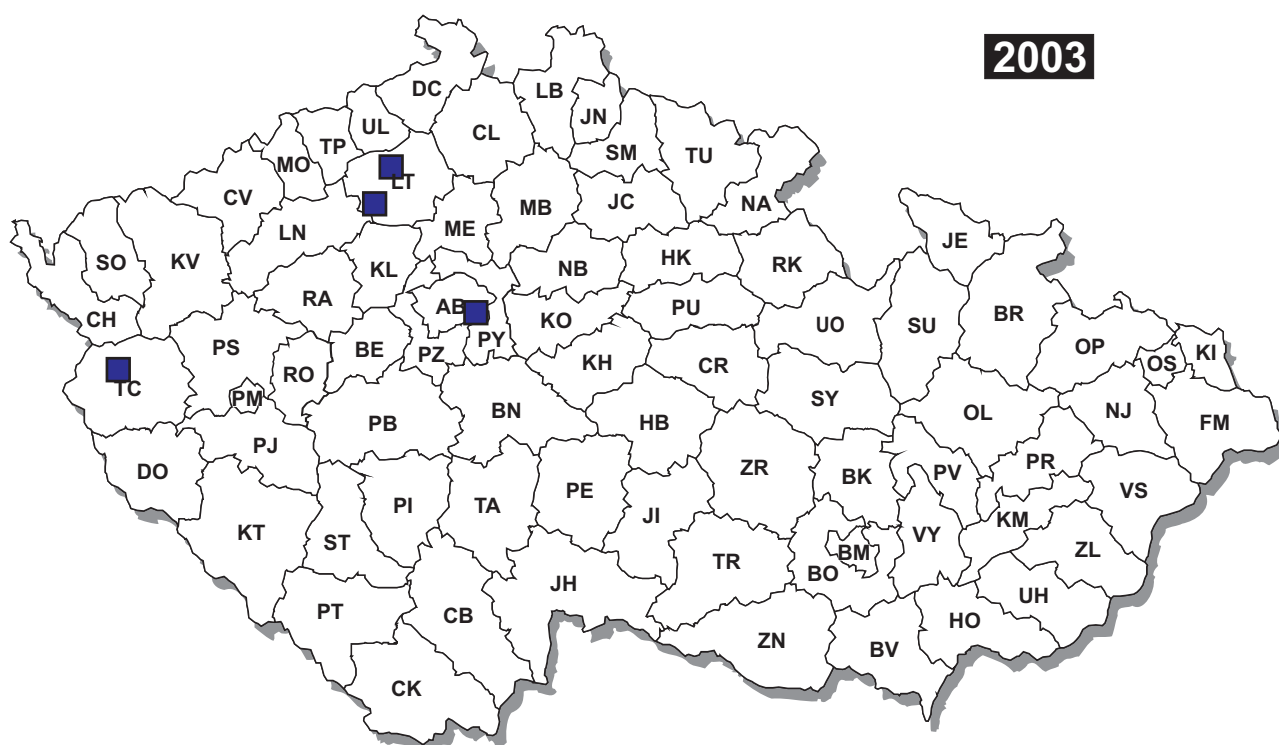 2003
DC
LB
JN
UL
CL
TP
MO
SM
TU
LT
CV
MB
JC
NA
ME
LN
SO
KV
KL
NB
HK
RK
JE
RA
AB
CH
KO
PU
UO
SU
BR
PS
BE
PZ
PY
OP
OS
KI
TC
RO
KH
CR
PM
SY
BN
PB
HB
OL
NJ
FM
DO
PJ
ZR
BK
PV
PR
VS
KT
PI
TA
PE
JI
KM
ST
TR
BO
BM
VY
ZL
PT
CB
JH
UH
HO
ZN
BV
CK